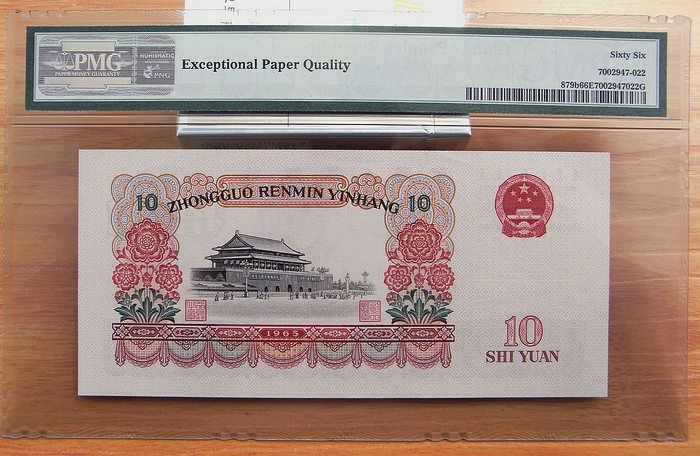 PMG
PAPER MONEY GUARANTY
NUMISMATIC
PNG
Exceptional Paper Quality
Sixty Six
7002947-022
879b66E7002947022G
10
ZHONGGUO RENMIN YINHANG
10
1965
10
SHI YUAN